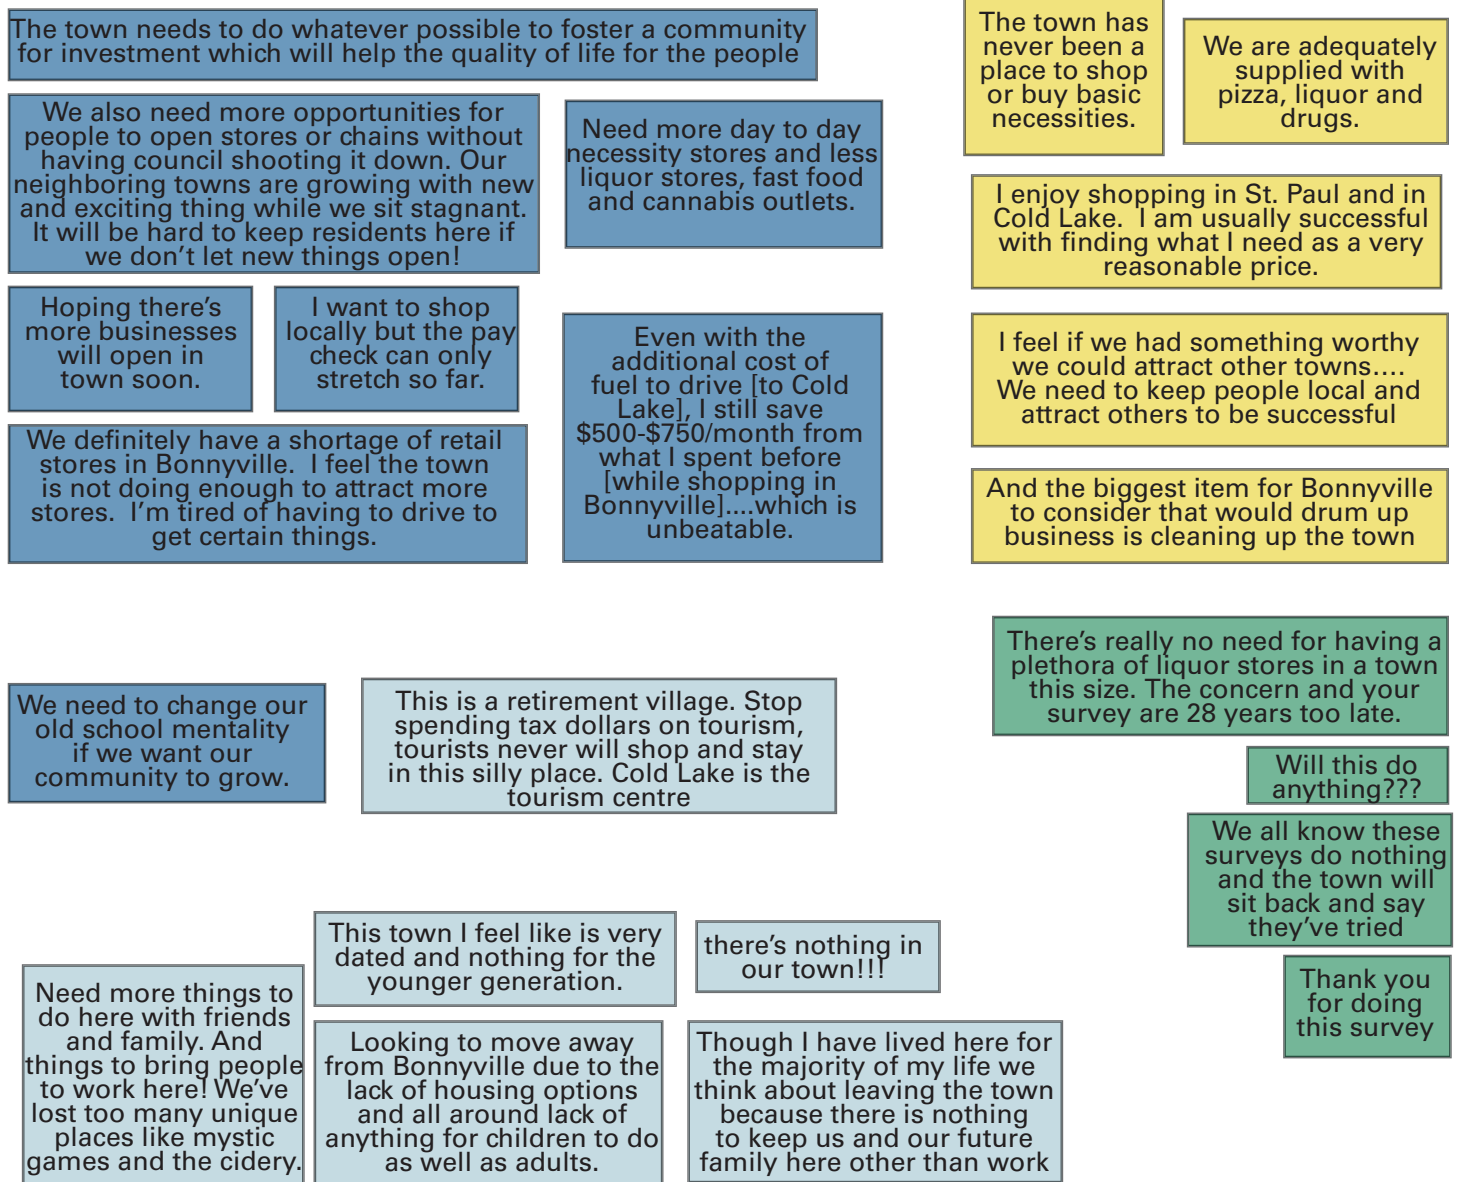 The town needs to do whatever possible to foster a community
for investment which will help the quality of life for the people
We also need more opportunities for
people to open stores or chains without
having council shooting it down. Our
neighboring towns are growing with new
and exciting thing while we sit stagnant.
It will be hard to keep residents here if
we don't let new things open!
Need more day to day
necessity stores and less
liquor stores, fast food
and cannabis outlets.
Hoping there's
more businesses
will open in
town soon.
I want to shop
locally but the pay
check can only
stretch so far.
Even with the
additional cost of
fuel to drive [to Cold
Lake], I still save
$500-$750/month from
what I spent before
[while shopping in
Bonnyville]....which is
unbeatable.
We definitely have a shortage of retail
stores in Bonnyville.  I feel the town
is not doing enough to attract more
stores.  I'm tired of having to drive to
get certain things.
The town has
never been a
place to shop
or buy basic
necessities.
We are adequately
supplied with
pizza, liquor and
drugs.
I enjoy shopping in St. Paul and in
Cold Lake.  I am usually successful
with finding what I need as a very
reasonable price.
I feel if we had something worthy
we could attract other towns....
We need to keep people local and
attract others to be successful
And the biggest item for Bonnyville
to consider that would drum up
business is cleaning up the town
We need to change our
old school mentality
if we want our
community to grow.
This is a retirement village. Stop
spending tax dollars on tourism,
tourists never will shop and stay
in this silly place. Cold Lake is the
tourism centre
There's really no need for having a
plethora of liquor stores in a town
this size. The concern and your
survey are 28 years too late.
Will this do
anything???
We all know these
surveys do nothing
and the town will
sit back and say
they've tried
Thank you
for doing
this survey
This town I feel like is very
dated and nothing for the
younger generation.
there's nothing in
our town!!!
Need more things to
do here with friends
and family. And
things to bring people
to work here! We've
lost too many unique
places like mystic
games and the cidery.
Looking to move away
from Bonnyville due to the
lack of housing options
and all around lack of
anything for children to do
as well as adults.
Though I have lived here for
the majority of my life we
think about leaving the town
because there is nothing
to keep us and our future
family here other than work